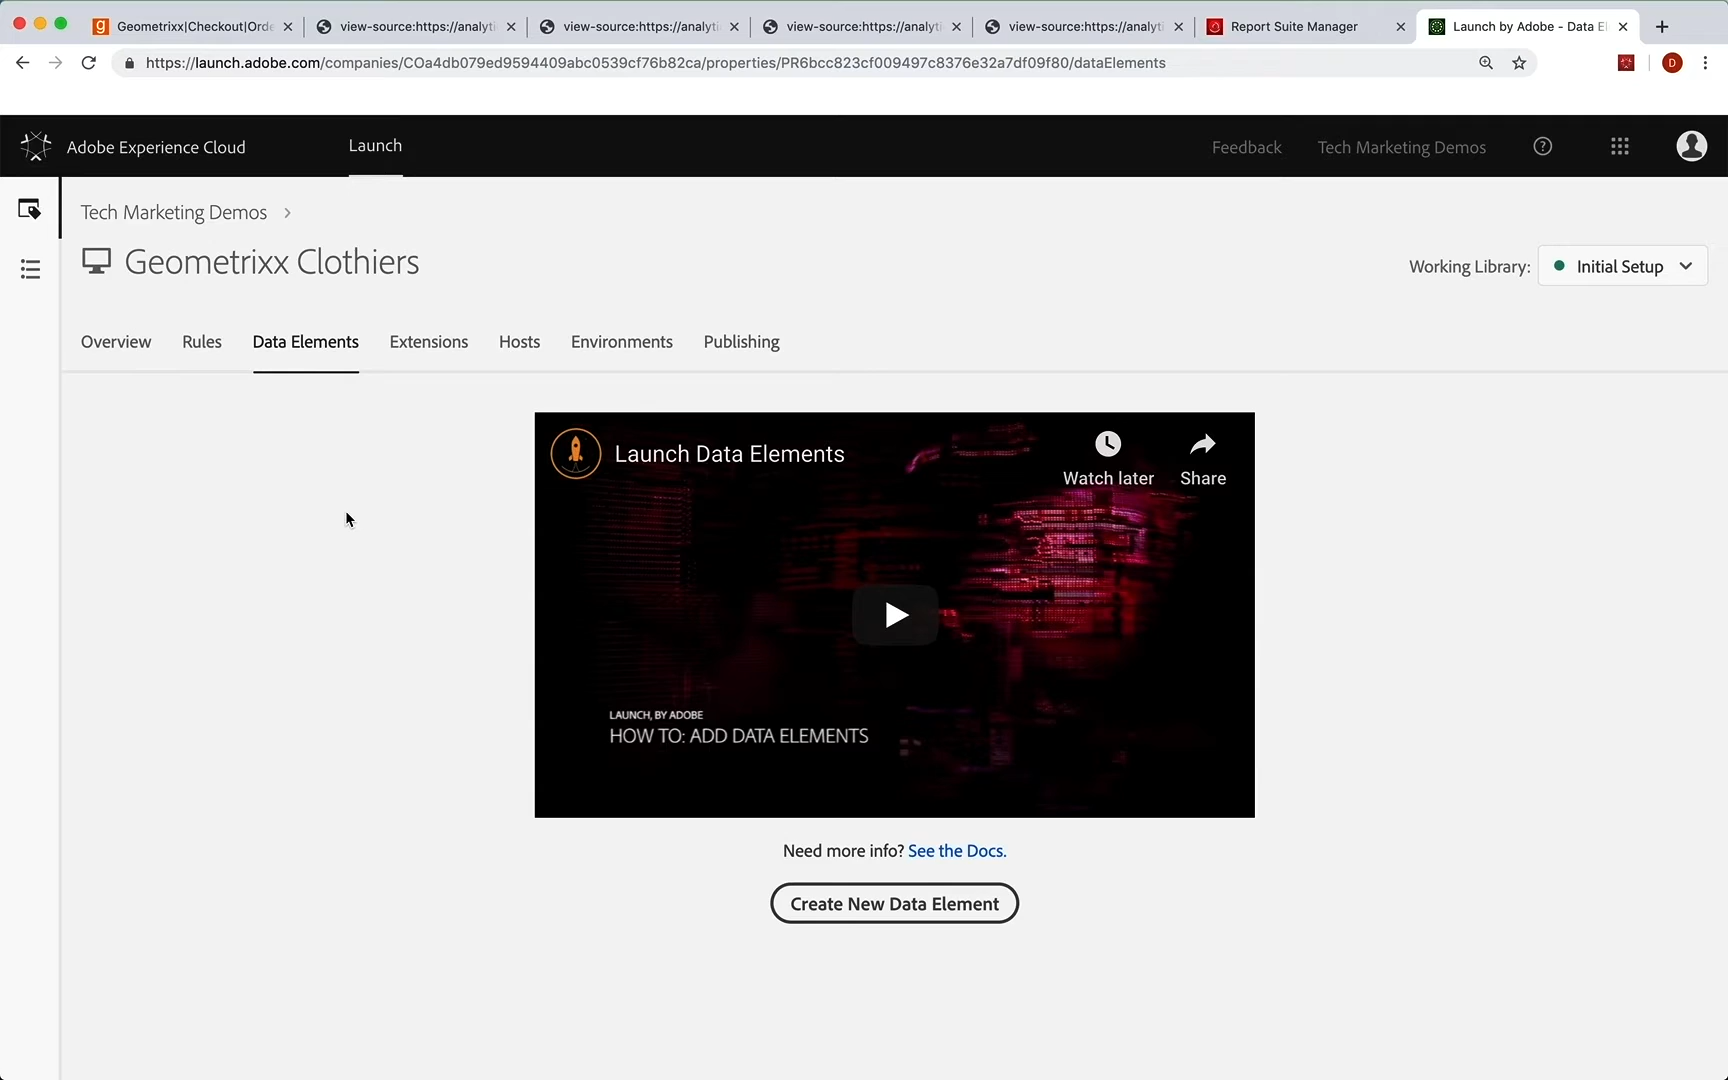 Geometrixx|Checkout|Orde
view-source:https://analyti
view-source:https://analyti
view-source:https://analyti
view-source:https://analyti
Report Suite Manager
Launch by Adobe - Data El
https://launch.adobe.com/companies/COa4db079ed9594409abc0539cf76b82ca/properties/PR6bcc823cf009497c8376e32a7df09f80/dataElements
D
Adobe Experience Cloud
Launch
Feedback
Tech Marketing Demos
Tech Marketing Demos
Geometrixx Clothiers
Working Library:
Initial Setup
Overview
Rules
Data Elements
Extensions
Hosts
Environments
Publishing
Launch Data Elements
Watch later
Share
LAUNCH, BY ADOBE
HOW TO: ADD DATA ELEMENTS
Need more info? See the Docs.
Create New Data Element